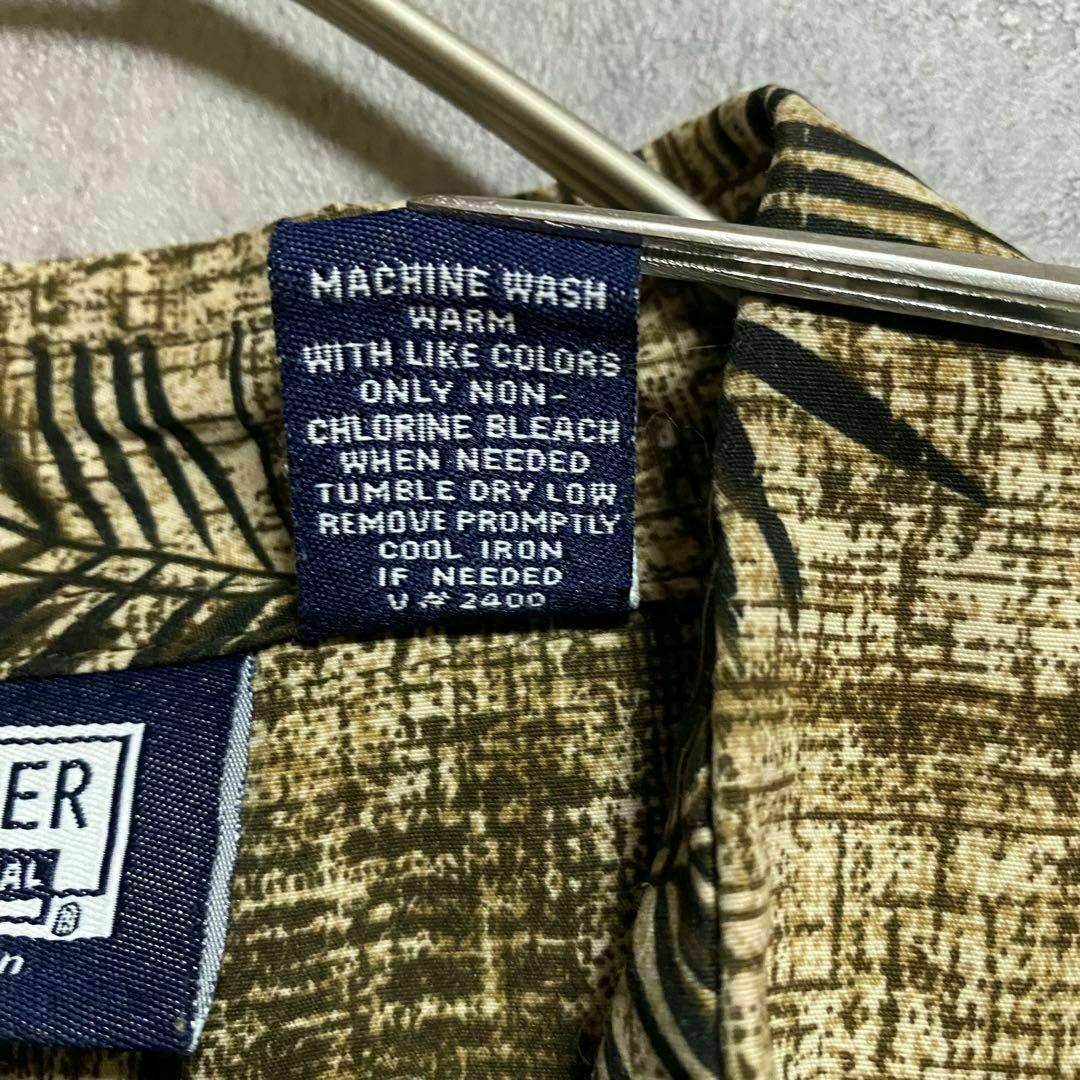 MACHINE WASH
WARM
WITH LIKE COLORS
ONLY NON-
CHLORINE BLEACH
WHEN NEEDED
TUMBLE DRY LOW
REMOVE PROMPTLY
COOL IRON
IF NEEDED
V # 2400
ER
AL
®
n